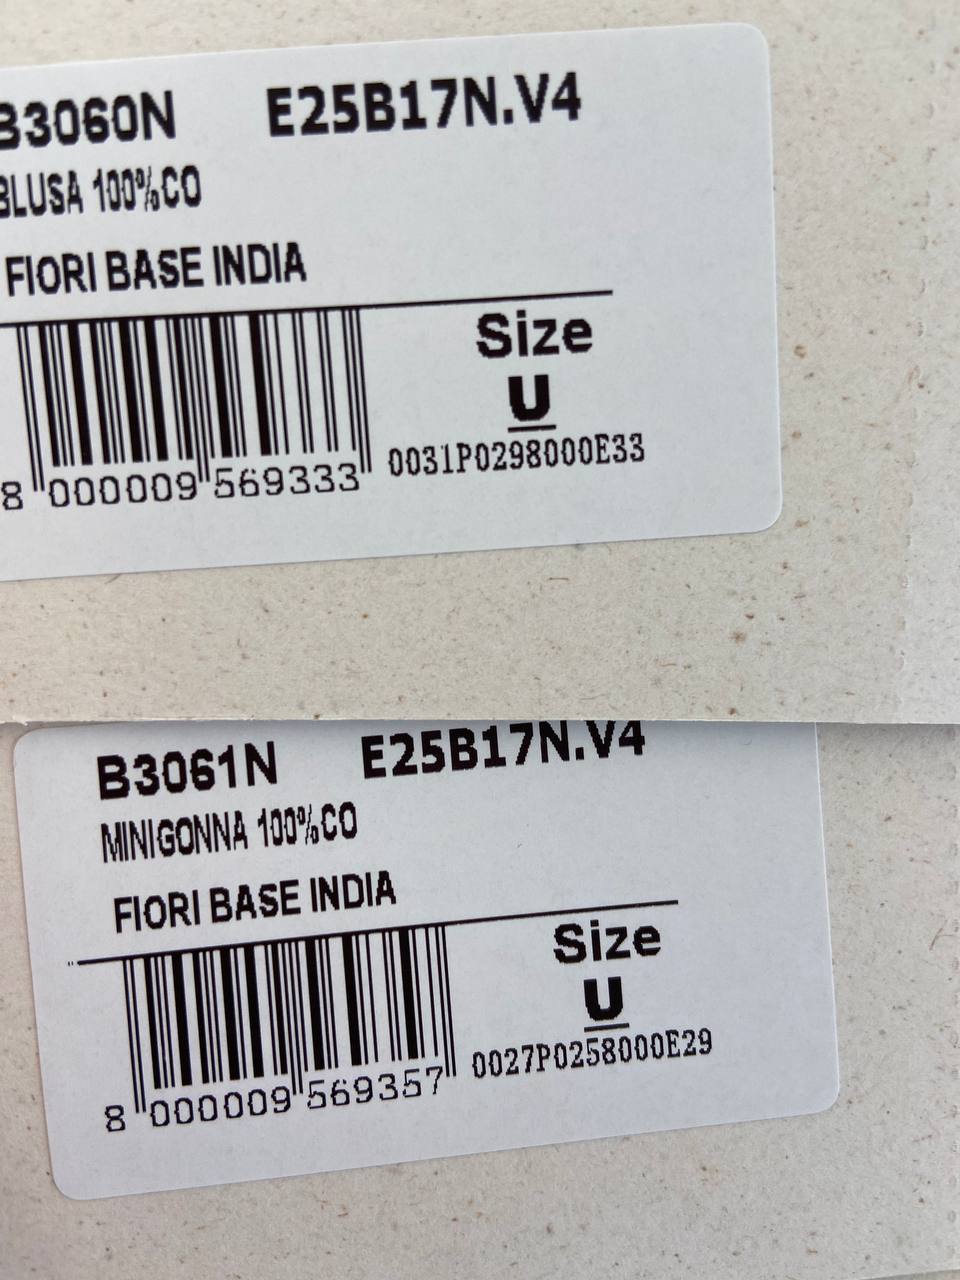 B3060N E25B17N.V4
BLUSA 100%CO
FIORI BASE INDIA
Size
U
8 000009 569333 0031P0298000E33
B3061N E25B17N.V4
MINIGONNA 100%CO
FIORI BASE INDIA
Size
U
8 000009 569357 0027P0258000E29